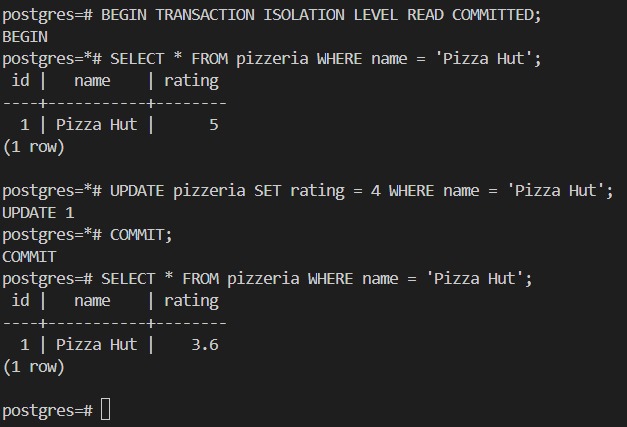 postgres=# BEGIN TRANSACTION ISOLATION LEVEL READ COMMITTED;
BEGIN
postgres=*# SELECT * FROM pizzeria WHERE name = 'Pizza Hut';
 id |   name    | rating
----+-----------+--------
  1 | Pizza Hut |      5
(1 row)

postgres=*# UPDATE pizzeria SET rating = 4 WHERE name = 'Pizza Hut';
UPDATE 1
postgres=*# COMMIT;
COMMIT
postgres=# SELECT * FROM pizzeria WHERE name = 'Pizza Hut';
 id |   name    | rating
----+-----------+--------
  1 | Pizza Hut |    3.6
(1 row)

postgres=#